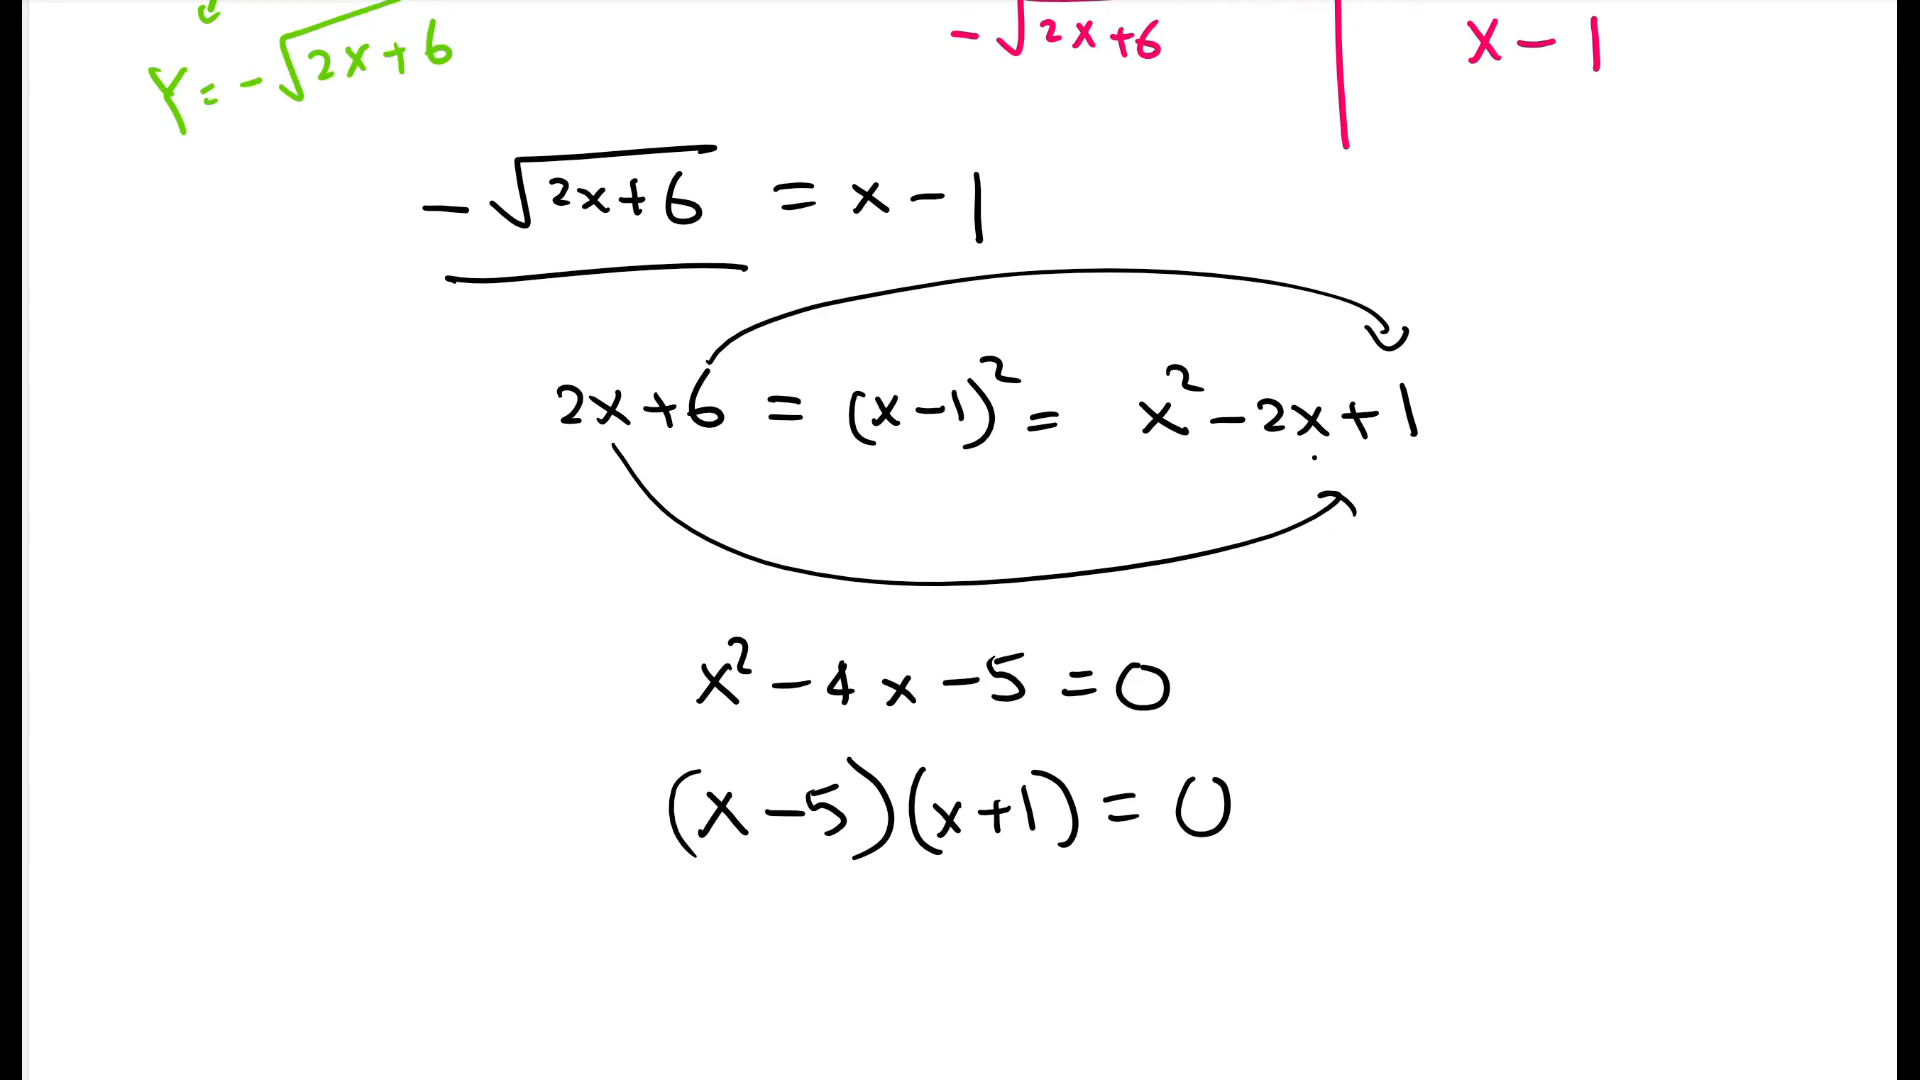 Y = -√2x+6
-√2x+6 | x-1
-√2x+6 = x-1
2x+6 = (x-1)² = x²-2x+1
x²-4x-5=0
(x-5)(x+1)=0